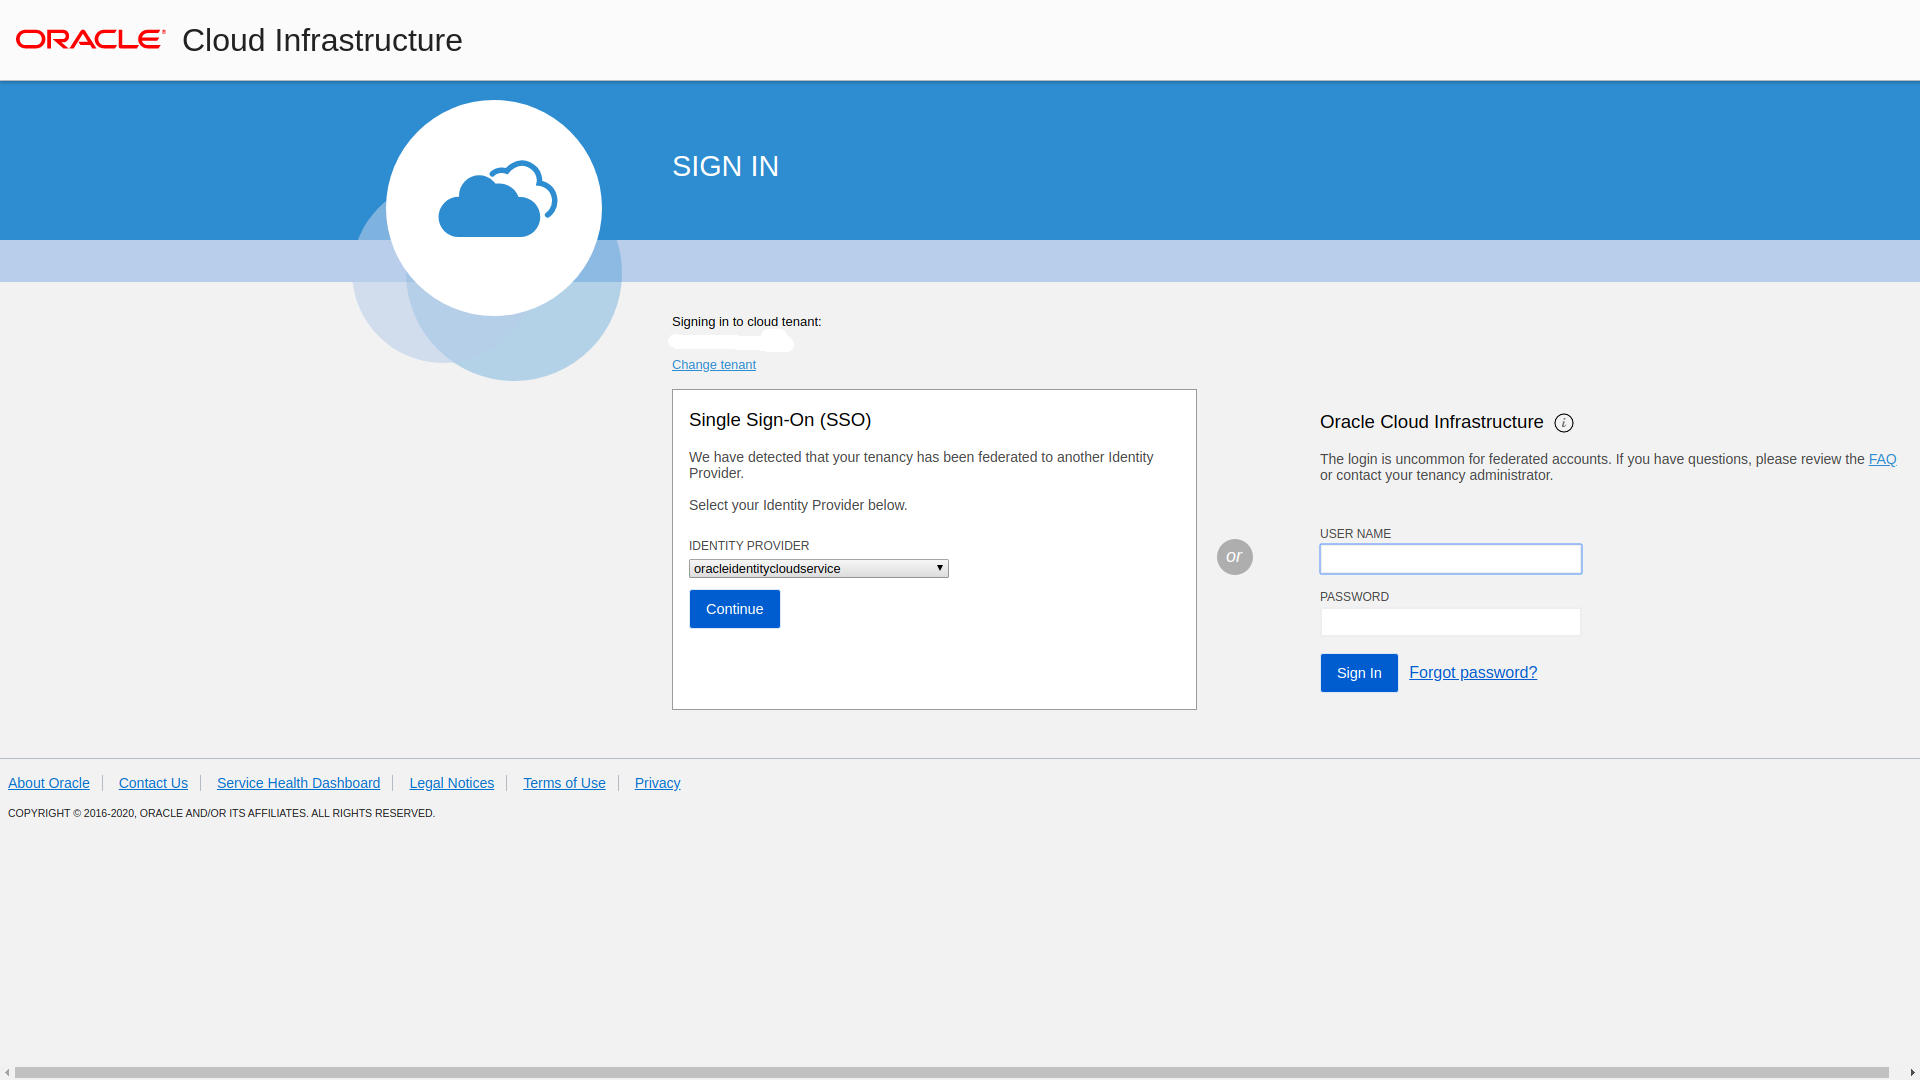 ORACLE® Cloud Infrastructure
SIGN IN
Signing in to cloud tenant:
Change tenant
Single Sign-On (SSO)
We have detected that your tenancy has been federated to another Identity
Provider.
Select your Identity Provider below.
IDENTITY PROVIDER
oracleidentitycloudservice
Continue
or
Oracle Cloud Infrastructure i
The login is uncommon for federated accounts. If you have questions, please review the FAQ
or contact your tenancy administrator.
USER NAME
PASSWORD
Sign In Forgot password?
About Oracle Contact Us Service Health Dashboard Legal Notices Terms of Use Privacy
COPYRIGHT © 2016-2020, ORACLE AND/OR ITS AFFILIATES. ALL RIGHTS RESERVED.